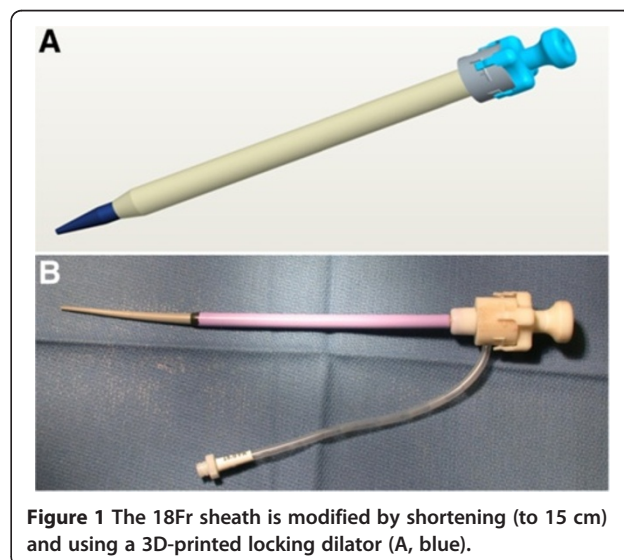 A
B
Figure 1 The 18Fr sheath is modified by shortening (to 15 cm)
and using a 3D-printed locking dilator (A, blue).